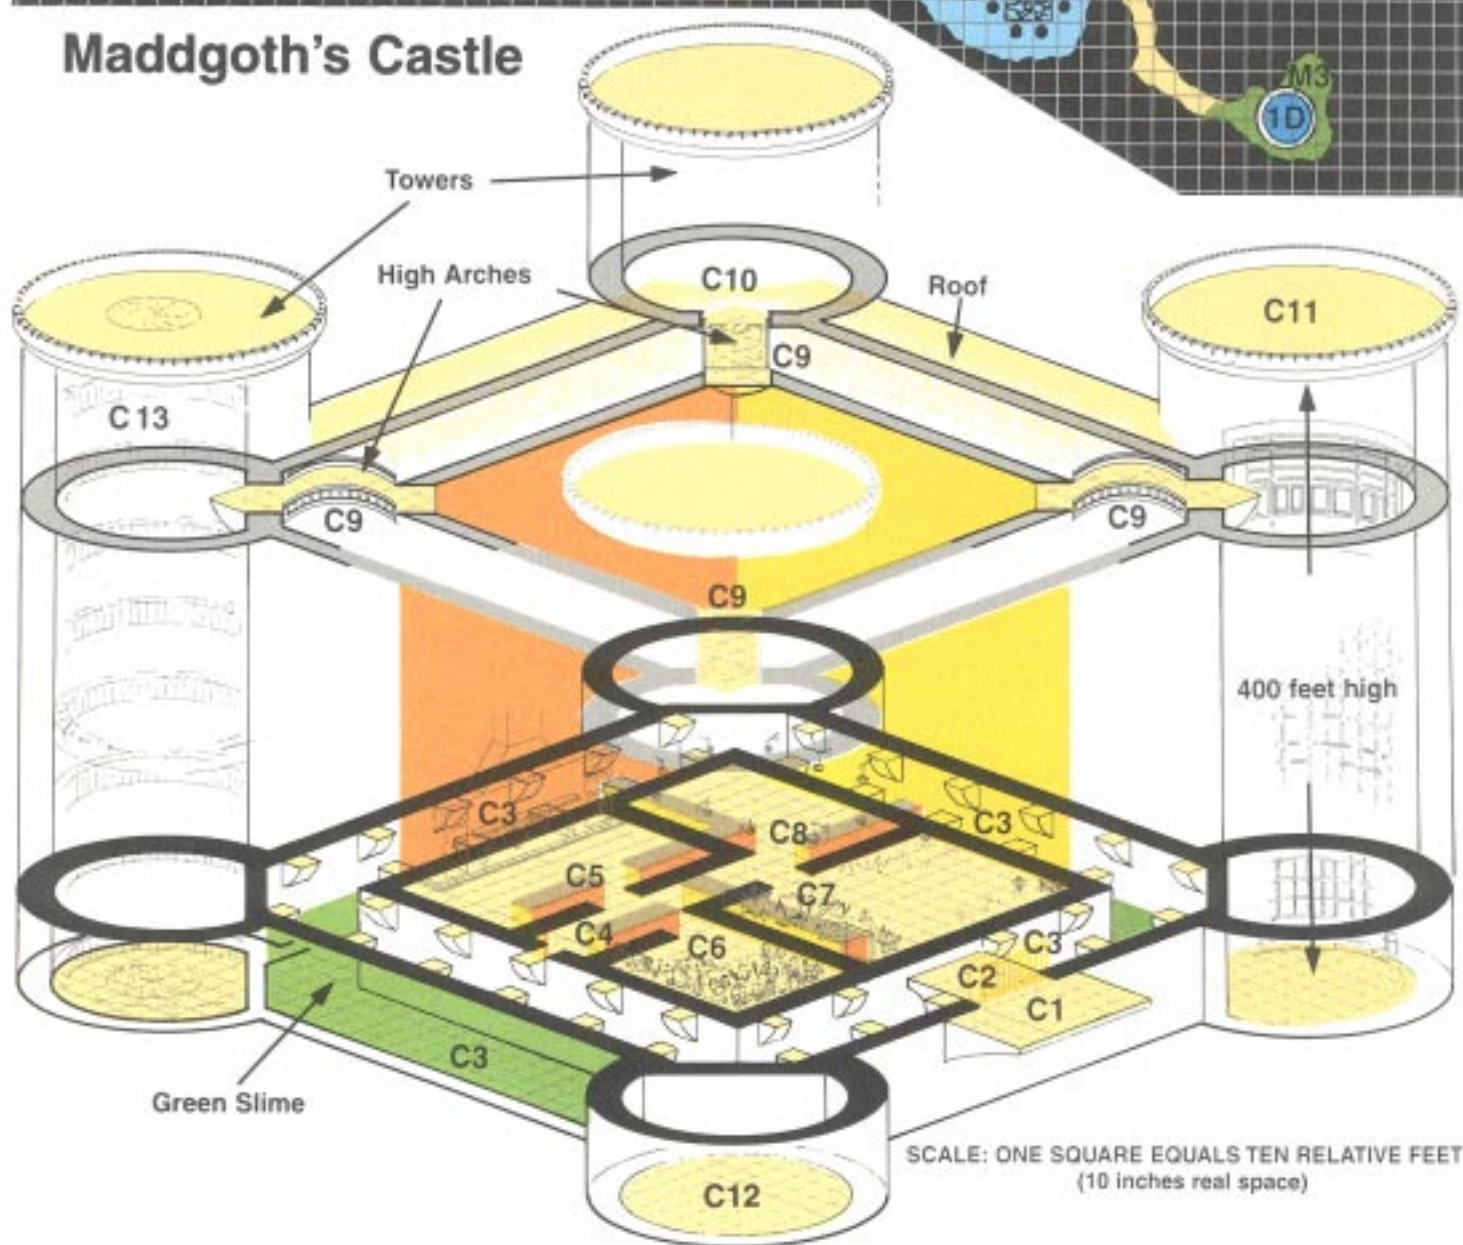 Maddgoth's Castle
M3
1D
Towers
High Arches
C10
Roof
C11
C9
C13
C9
C9
C9
400 feet high
C3
C8
C3
C5
C7
C4
C6
C3
C2
C1
C3
Green Slime
C12
SCALE: ONE SQUARE EQUALS TEN RELATIVE FEET
(10 inches real space)